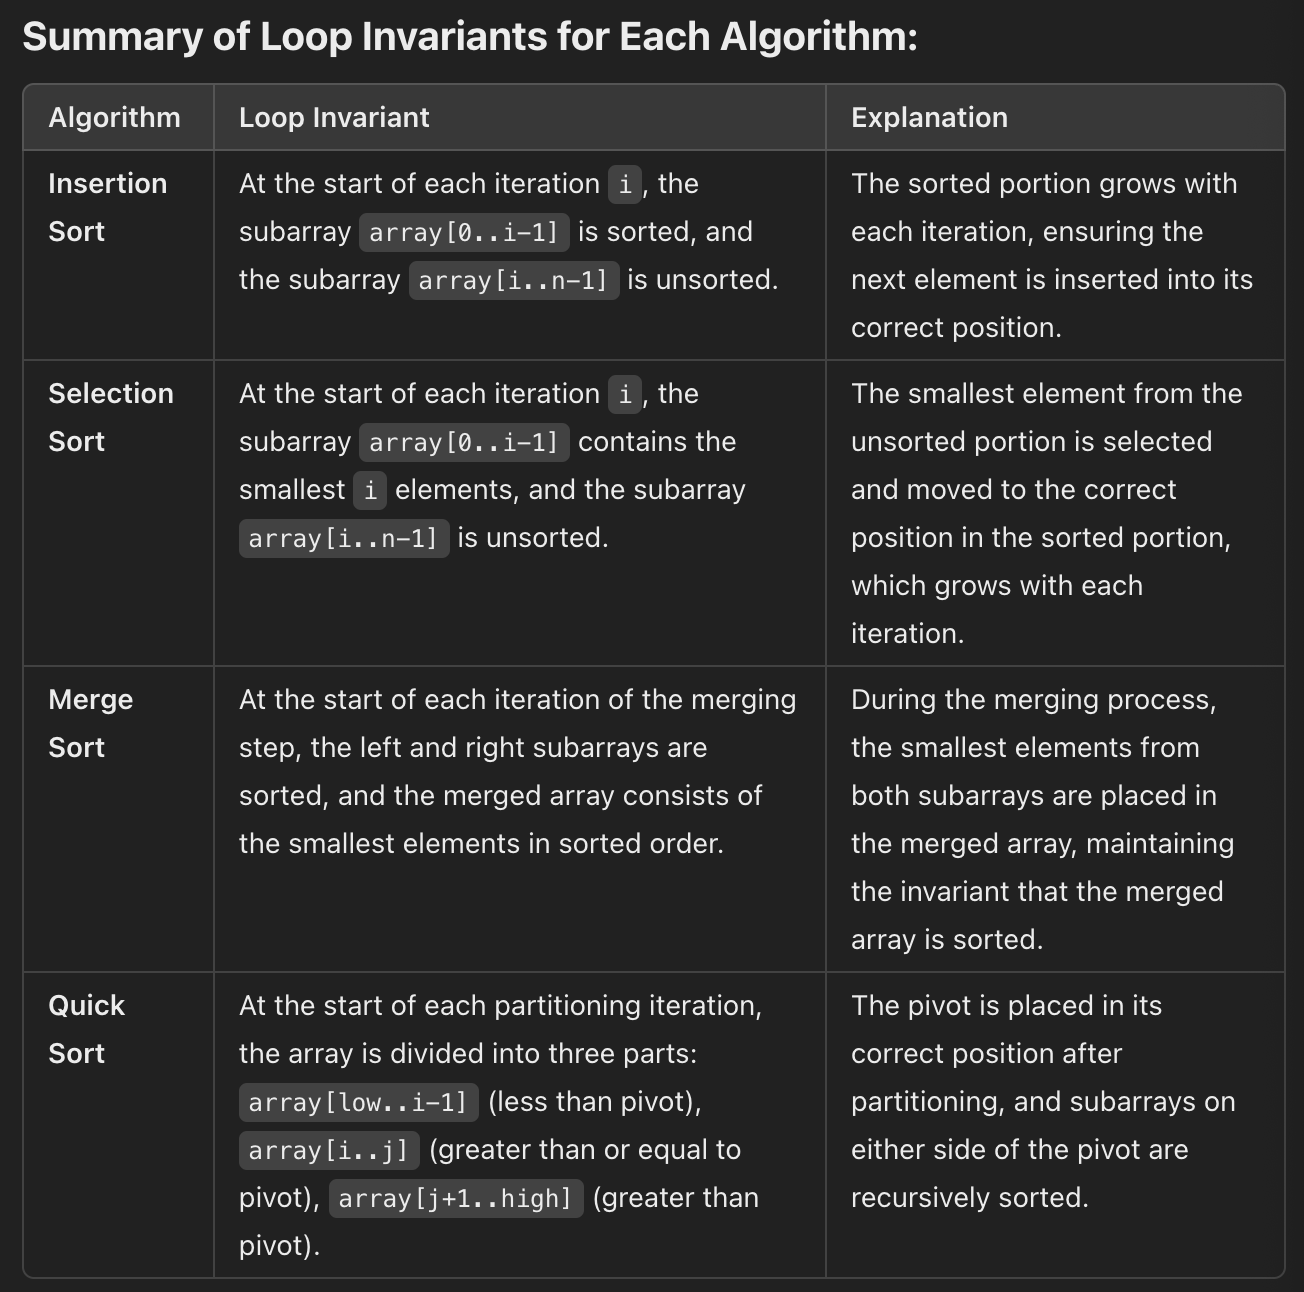 Summary of Loop Invariants for Each Algorithm:
Algorithm Loop Invariant Explanation
Insertion
Sort
At the start of each iteration i, the
subarray array[0..i-1] is sorted, and
the subarray array[i..n-1] is unsorted.
The sorted portion grows with
each iteration, ensuring the
next element is inserted into its
correct position.
Selection
Sort
At the start of each iteration i, the
subarray array[0..i-1] contains the
smallest i elements, and the subarray
array[i..n-1] is unsorted.
The smallest element from the
unsorted portion is selected
and moved to the correct
position in the sorted portion,
which grows with each
iteration.
Merge
Sort
At the start of each iteration of the merging
step, the left and right subarrays are
sorted, and the merged array consists of
the smallest elements in sorted order.
During the merging process,
the smallest elements from
both subarrays are placed in
the merged array, maintaining
the invariant that the merged
array is sorted.
Quick
Sort
At the start of each partitioning iteration,
the array is divided into three parts:
array[low..i-1] (less than pivot),
array[i..j] (greater than or equal to
pivot), array[j+1..high] (greater than
pivot).
The pivot is placed in its
correct position after
partitioning, and subarrays on
either side of the pivot are
recursively sorted.